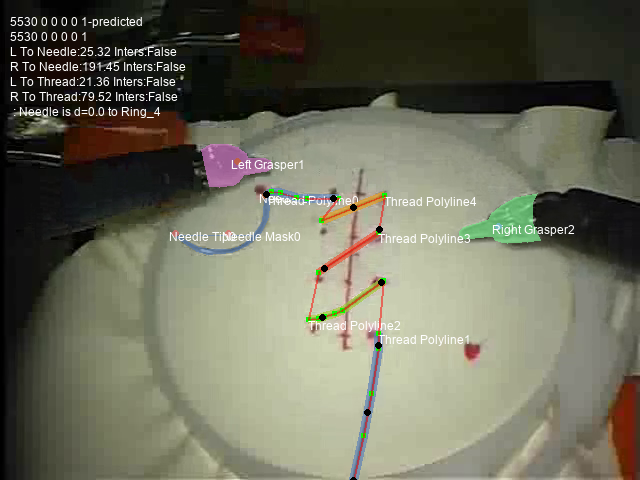 5530 0 0 0 0 1-predicted
5530 0 0 0 0 1
L To Needle:25.32 Inters:False
R To Needle:191.45 Inters:False
L To Thread:21.36 Inters:False
R To Thread:79.52 Inters:False
: Needle is d=0.0 to Ring_4
Left Grasper1
Thread Polyline0
Thread Polyline4
Needle Tip0
Needle Mask0
Thread Polyline3
Right Grasper2
Thread Polyline2
Thread Polyline1